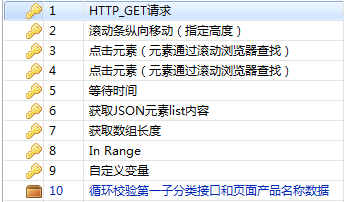 1 HTTP_GET请求
2 滚动条纵向移动（指定高度）
3 点击元素（元素通过滚动浏览器查找）
4 点击元素（元素通过滚动浏览器查找）
5 等待时间
6 获取JSON元素list内容
7 获取数组长度
8 In Range
9 自定义变量
10 循环校验第一子分类接口和页面产品名称数据